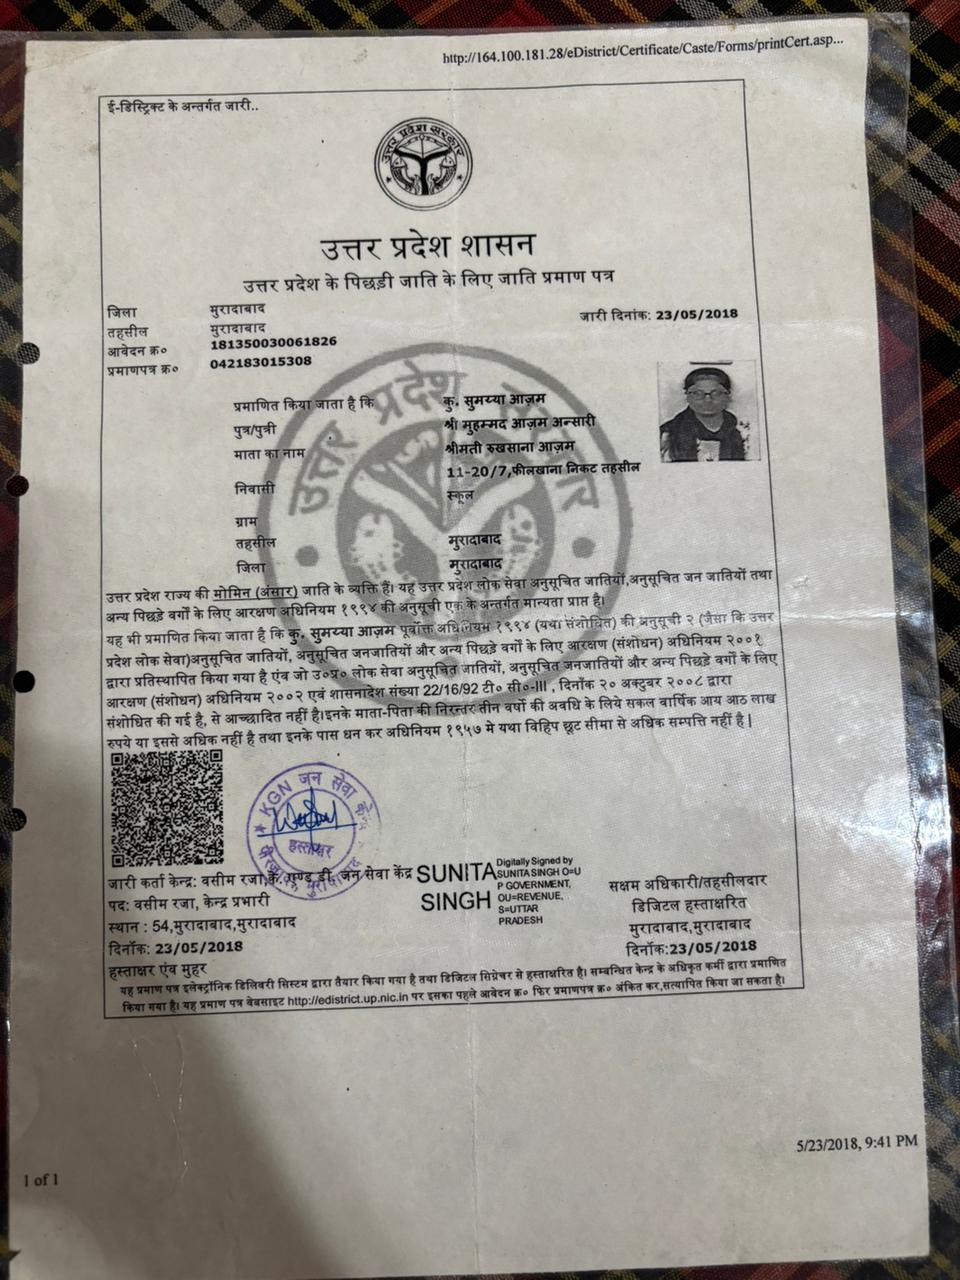 http://164.100.181.28/eDistrict/Certificate/Caste/Forms/printCert.asp...
ई-डिस्ट्रिक्ट के अन्तर्गत जारी..
उत्तर प्रदेश सरकार
उत्तर प्रदेश शासन
उत्तर प्रदेश के पिछड़ी जाति के लिए जाति प्रमाण पत्र
जिला मुरादाबाद
तहसील मुरादाबाद
जारी दिनांक: 23/05/2018
आवेदन क्र० 181350030061826
प्रमाणपत्र क्र० 042183015308
प्रमाणित किया जाता है कि कु. सुमय्या आज़म
पुत्र/पुत्री श्री मुहम्मद आज़म अन्सारी
माता का नाम श्रीमती रुखसाना आज़म
निवासी 11-20/7,फीलखाना निकट तहसील
स्कूल
ग्राम
तहसील मुरादाबाद
जिला मुरादाबाद
उत्तर प्रदेश राज्य की मोमिन (अंसार) जाति के व्यक्ति हैं। यह उत्तर प्रदेश लोक सेवा अनुसूचित जातियों,अनुसूचित जन जातियों तथा
अन्य पिछड़े वर्गों के लिए आरक्षण अधिनियम १९९४ की अनुसूची एक के अन्तर्गत मान्यता प्राप्त है।
यह भी प्रमाणित किया जाता है कि कु. सुमय्या आज़म पूर्वोक्त अधिनियम १९९४ (यथा संशोधित) की अनुसूची २ (जैसा कि उत्तर
प्रदेश लोक सेवा)अनुसूचित जातियों, अनुसूचित जनजातियों और अन्य पिछड़े वर्गों के लिए आरक्षण (संशोधन) अधिनियम २००१
द्वारा प्रतिस्थापित किया गया है एंव जो उ०प्र० लोक सेवा अनुसूचित जातियों, अनुसूचित जनजातियों और अन्य पिछड़े वर्गों के लिए
आरक्षण (संशोधन) अधिनियम २००२ एवं शासनादेश संख्या 22/16/92 टी० सी०-III , दिनाँक २० अक्टूबर २००८ द्वारा
संशोधित की गई है, से आच्छादित नहीं है।इनके माता-पिता की निरन्तर तीन वर्षो की अवधि के लिए सकल वार्षिक आय आठ लाख
रुपये या इससे अधिक नहीं है तथा इनके पास धन कर अधिनियम १९५७ मे यथा विहिप छूट सीमा से अधिक सम्पत्ति नहीं है |
KGN जन सेवा केन्द्र
हस्ताक्षर
मुरादाबाद
जारी कर्ता केन्द्र: वसीम रजा,के. एण्ड डी. जन सेवा केंद्र
पद: वसीम रजा, केन्द्र प्रभारी
स्थान : 54,मुरादाबाद,मुरादाबाद
दिनाँक: 23/05/2018
हस्ताक्षर एंव मुहर
SUNITA
SINGH
Digitally Signed by
SUNITA SINGH O=U
P GOVERNMENT,
OU=REVENUE,
S=UTTAR
PRADESH
सक्षम अधिकारी/तहसीलदार
डिजिटल हस्ताक्षरित
मुरादाबाद,मुरादाबाद
दिनाँक:23/05/2018
यह प्रमाण पत्र इलेक्ट्रॉनिक डिलिवरी सिस्टम द्वारा तैयार किया गया है तथा डिजिटल सिग्नेचर से हस्ताक्षरित है। सम्बन्धित केन्द्र के अधिकृत कर्मी द्वारा प्रमाणित
किया गया है। यह प्रमाण पत्र वेबसाइट http://edistrict.up.nic.in पर इसका पहले आवेदन क्र० फिर प्रमाणपत्र क्र० अंकित कर,सत्यापित किया जा सकता है।
5/23/2018, 9:41 PM
1 of 1